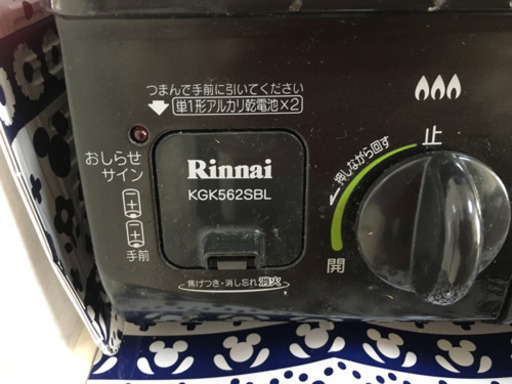 つまんで手前に引いてください
単1形アルカリ乾電池×2
おしらせ
サイン
手前
Rinnai
KGK562SBL
焦げつき・消し忘れ 消火
止
押しながら回す
開